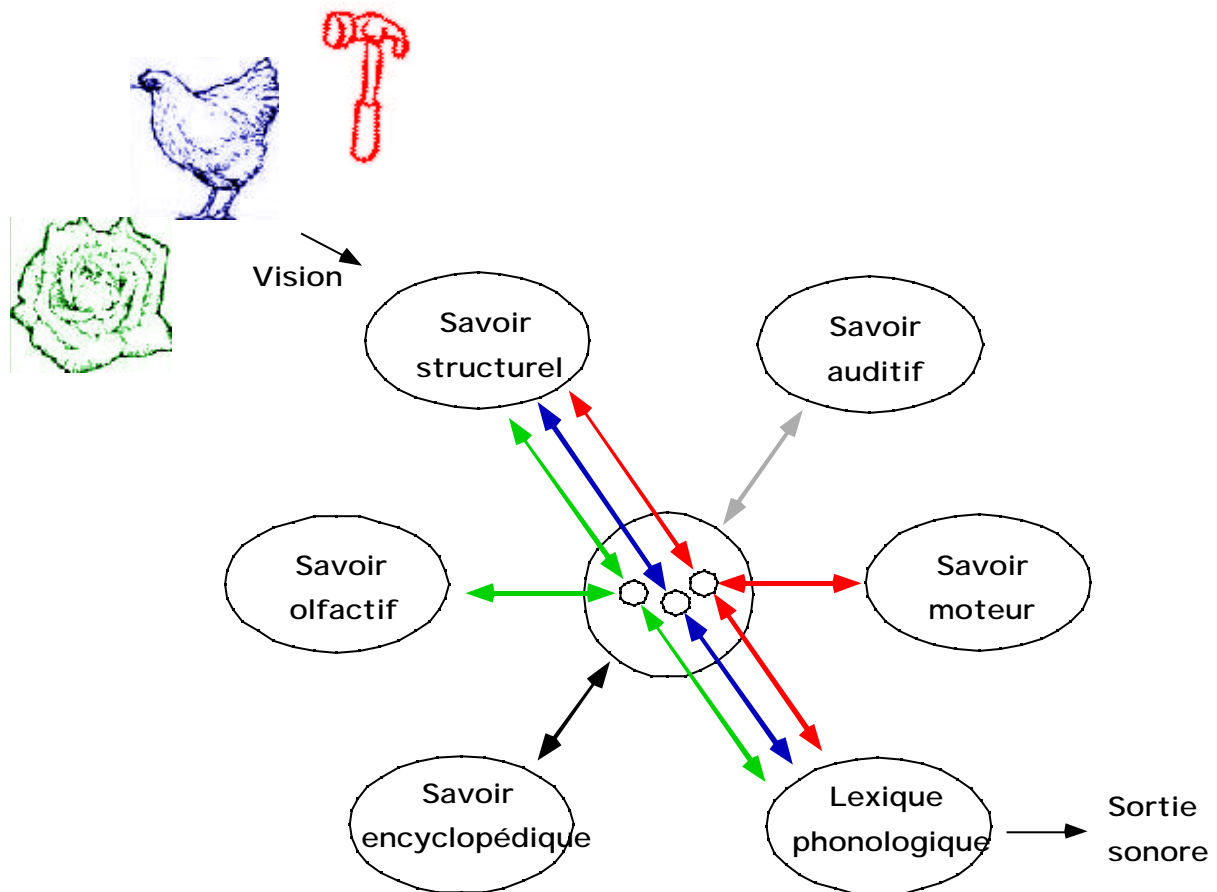 Vision
Savoir
structurel
Savoir
auditif
Savoir
olfactif
Savoir
moteur
Savoir
encyclopédique
Lexique
phonologique
Sortie
sonore